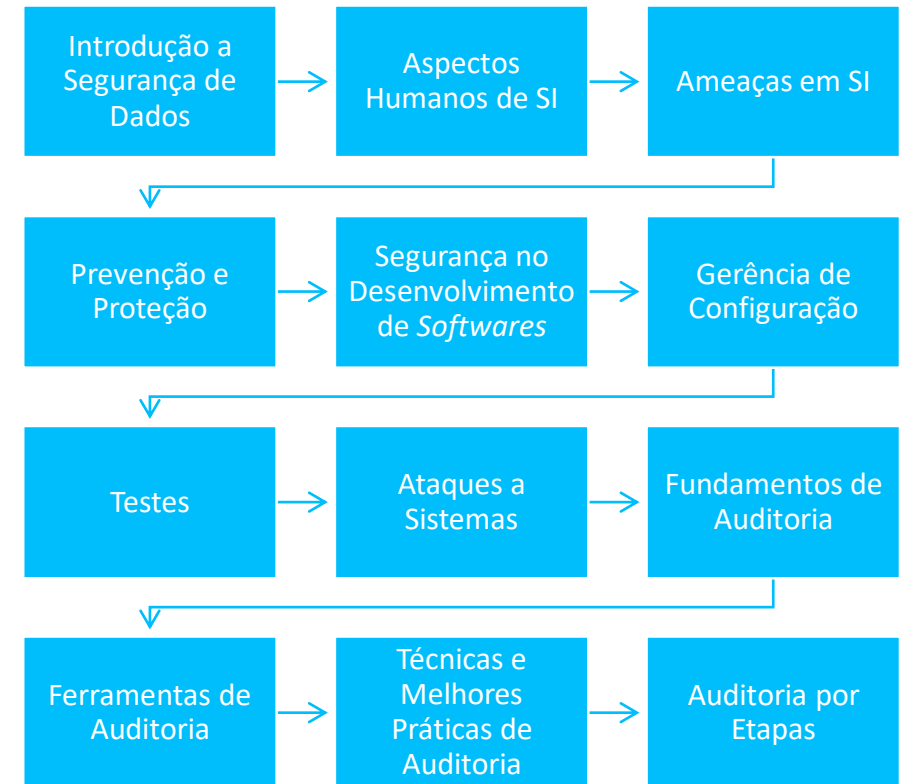 Introdução a
Segurança de
Dados
Aspectos
Humanos de SI
Ameaças em SI
Prevenção e
Proteção
Segurança no
Desenvolvimento
de Softwares
Gerência de
Configuração
Testes
Ataques a
Sistemas
Fundamentos de
Auditoria
Ferramentas de
Auditoria
Técnicas e
Melhores
Práticas de
Auditoria
Auditoria por
Etapas